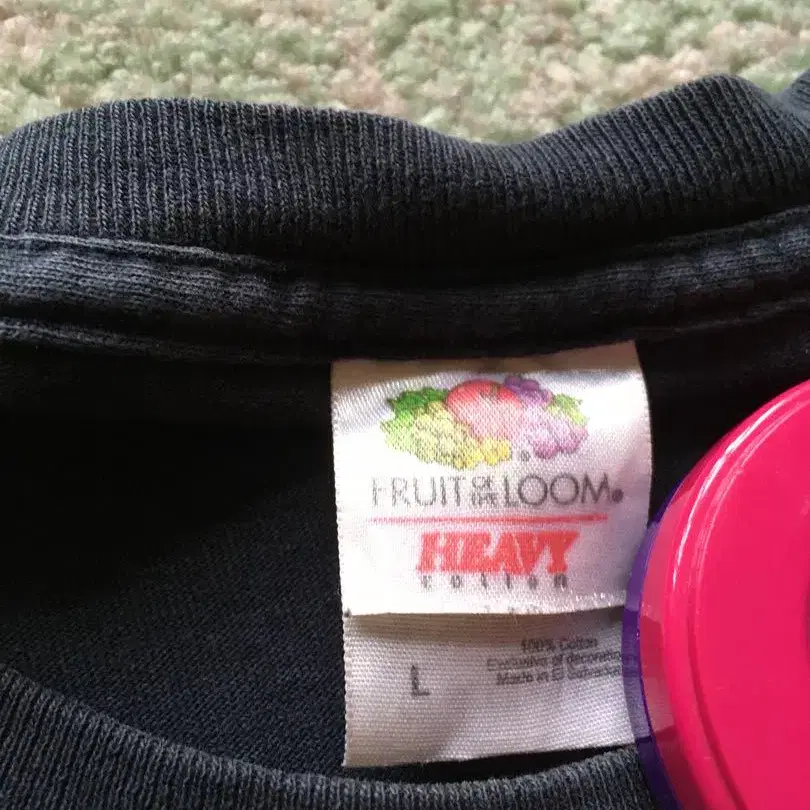 FRUIT OF THE LOOM®
HEAVY
cotton
L
100% Cotton
Exclusive of decoration
Made in El Salvador